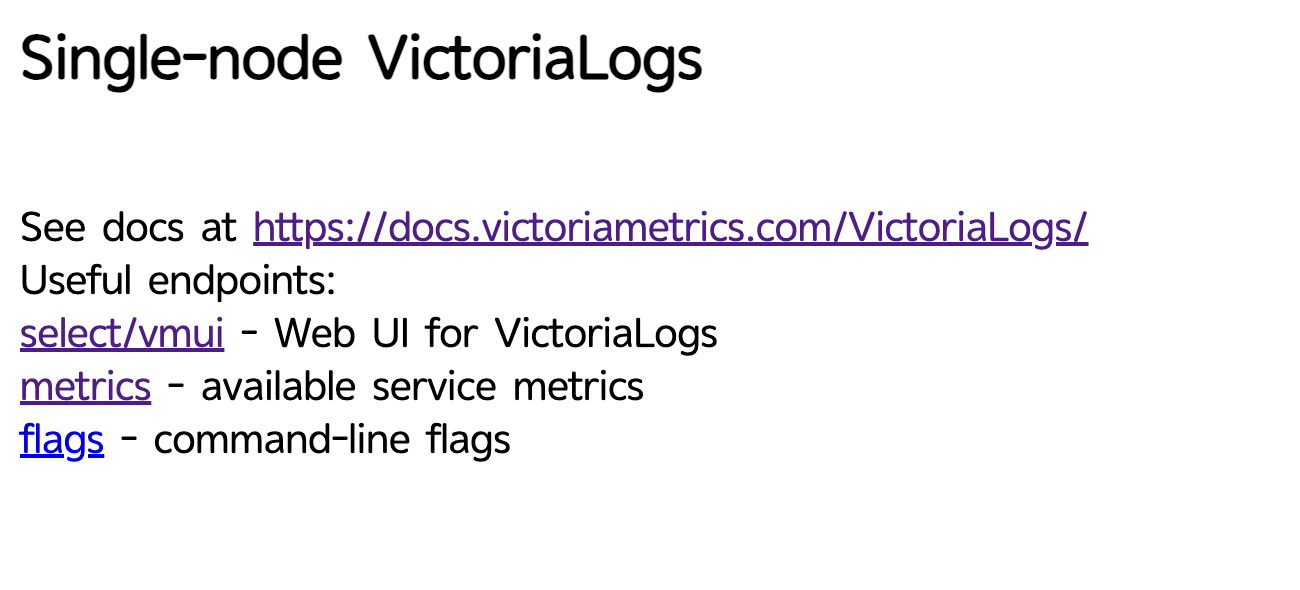 Single-node VictoriaLogs
See docs at https://docs.victoriametrics.com/VictoriaLogs/
Useful endpoints:
select/vmui - Web UI for VictoriaLogs
metrics - available service metrics
flags - command-line flags